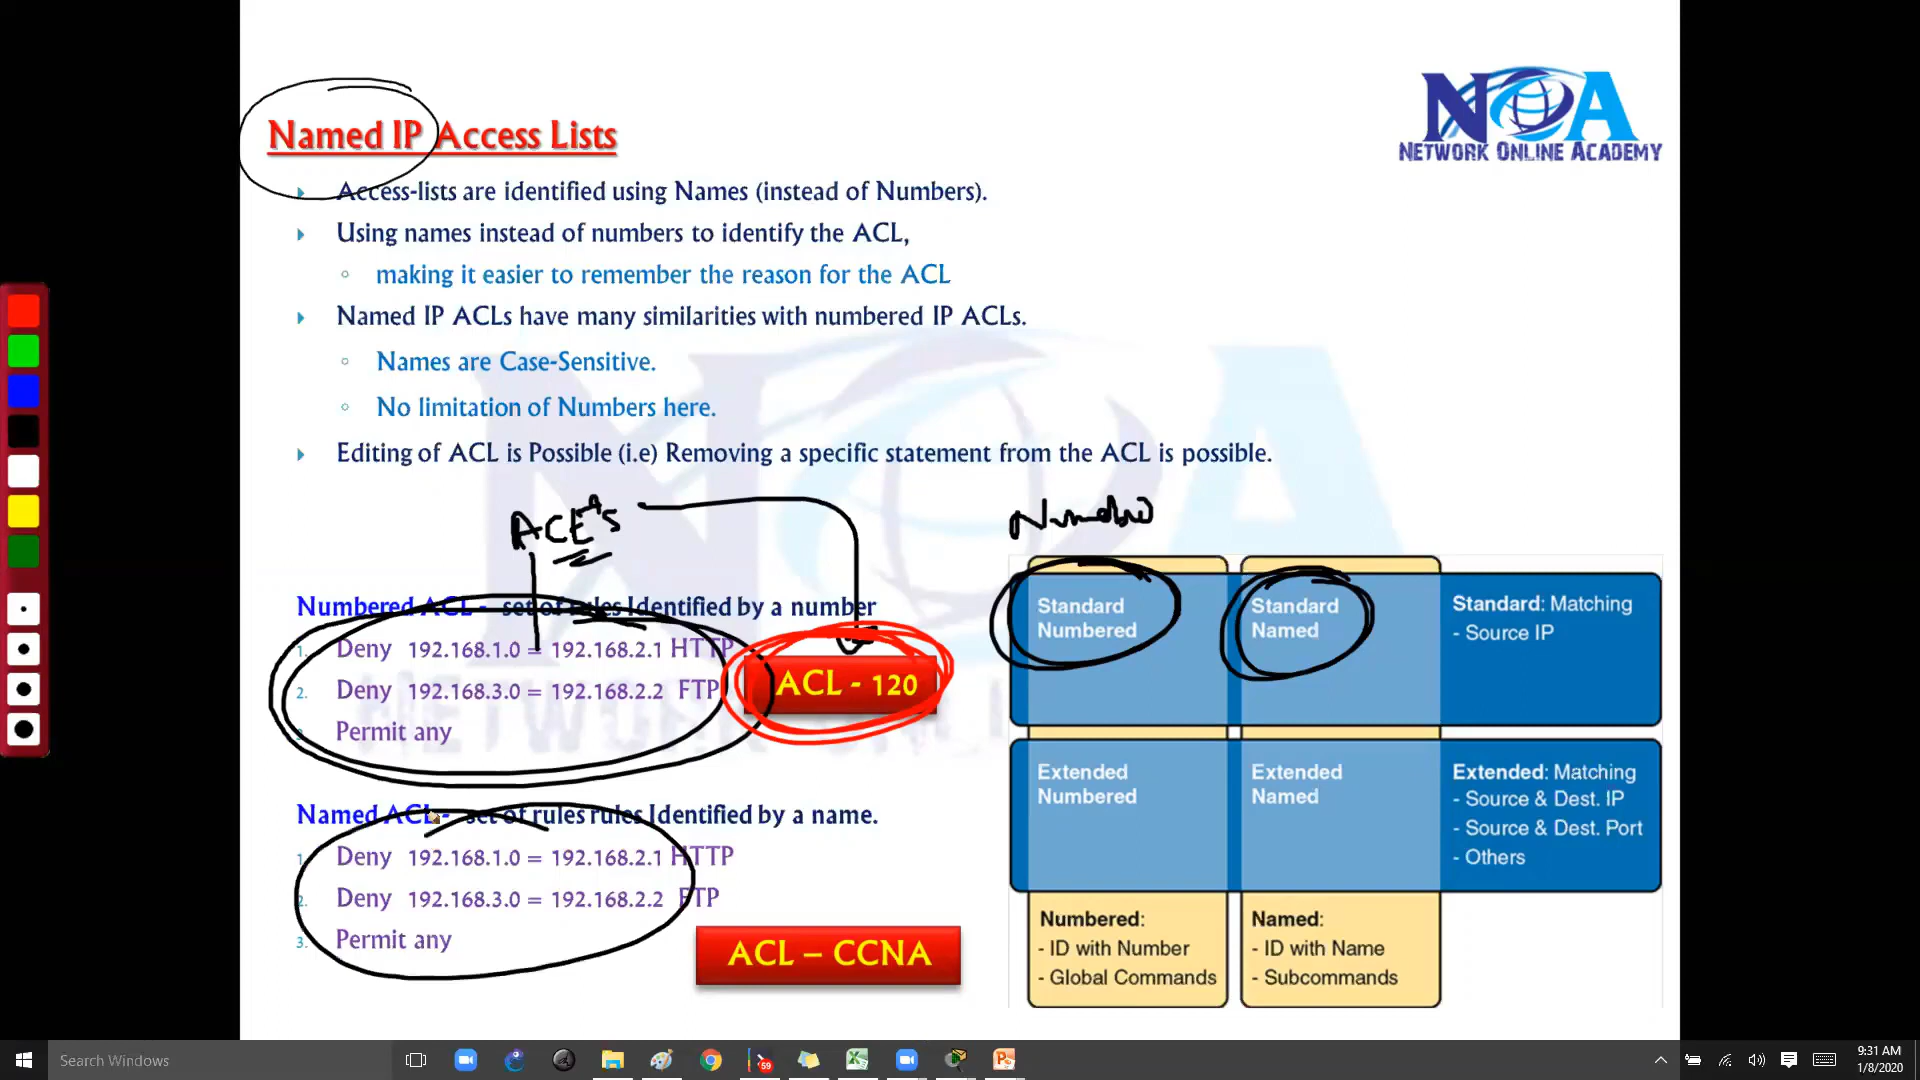 Named IP Access Lists
NOA
NETWORK ONLINE ACADEMY
Access-lists are identified using Names (instead of Numbers).
Using names instead of numbers to identify the ACL,
making it easier to remember the reason for the ACL
Named IP ACLs have many similarities with numbered IP ACLs.
Names are Case-Sensitive.
No limitation of Numbers here.
Editing of ACL is Possible (i.e) Removing a specific statement from the ACL is possible.
ACE's
Numbered ACL - set of rules Identified by a number
1. Deny 192.168.1.0 = 192.168.2.1 HTTP
2. Deny 192.168.3.0 = 192.168.2.2 FTP
3. Permit any
ACL - 120
Named ACL - set of rules rules Identified by a name.
1. Deny 192.168.1.0 = 192.168.2.1 HTTP
2. Deny 192.168.3.0 = 192.168.2.2 FTP
3. Permit any
ACL – CCNA
Standard
Numbered
Standard
Named
Standard: Matching
- Source IP
Extended
Numbered
Extended
Named
Extended: Matching
- Source & Dest. IP
- Source & Dest. Port
- Others
Numbered:
- ID with Number
- Global Commands
Named:
- ID with Name
- Subcommands
Search Windows
59
9:31 AM
1/8/2020